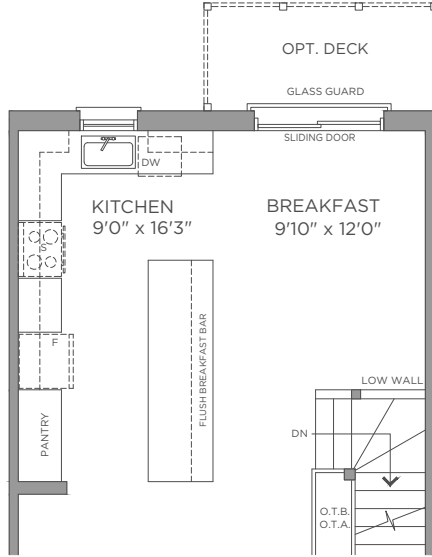 OPT. DECK
GLASS GUARD
SLIDING DOOR
DW
KITCHEN
9'0" x 16'3"
BREAKFAST
9'10" x 12'0"
S
F
FLUSH BREAKFAST BAR
LOW WALL
PANTRY
DN
O.T.B.
O.T.A.